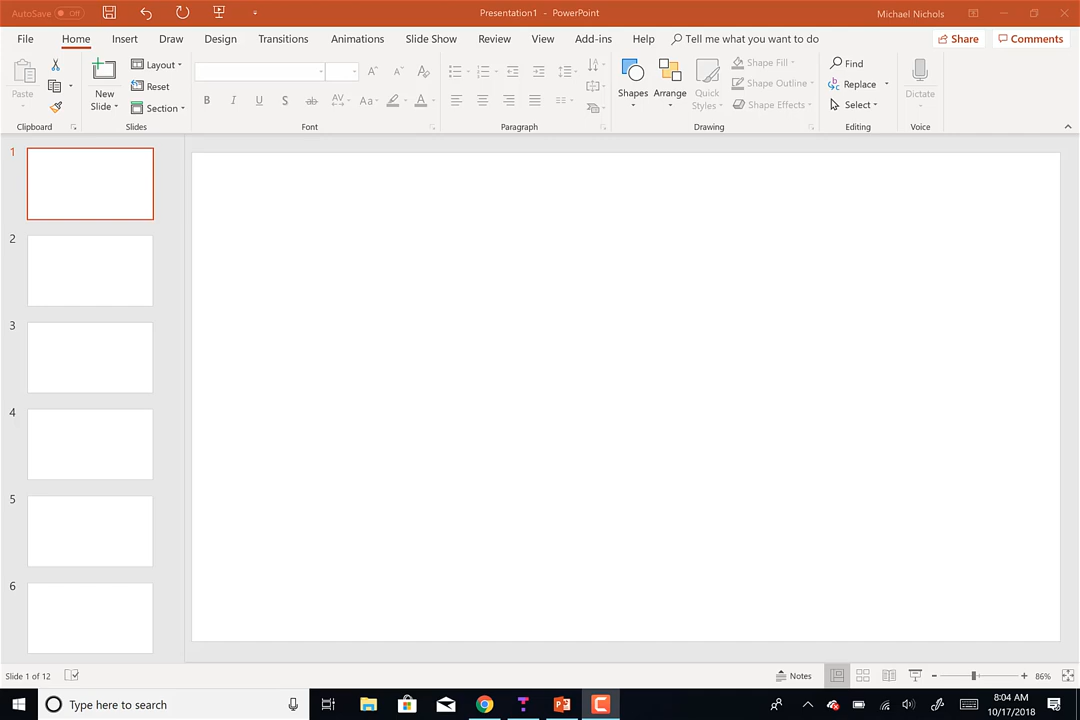 AutoSave Off
Presentation1 - PowerPoint
Michael Nichols
File Home Insert Draw Design Transitions Animations Slide Show Review View Add-ins Help Tell me what you want to do
Share Comments
Paste
New
Slide
Layout
Reset
Section
B I U S ab AV Aa A
Shapes
Arrange
Quick
Styles
Shape Fill
Shape Outline
Shape Effects
Find
Replace
Select
Dictate
Clipboard Slides Font Paragraph Drawing Editing Voice
1
2
3
4
5
6
Slide 1 of 12
Notes
86%
Type here to search
8:04 AM
10/17/2018